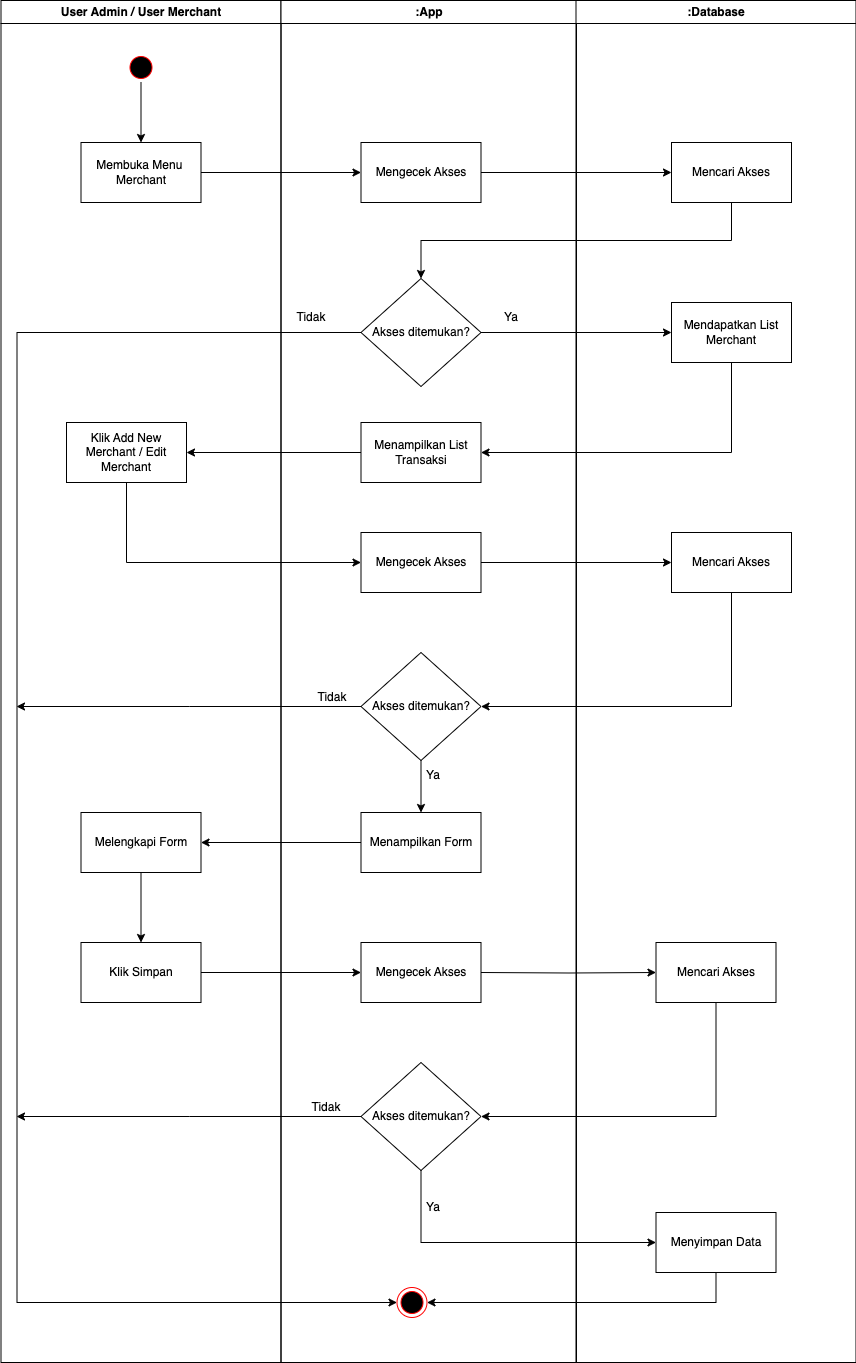 User Admin / User Merchant
:App
:Database
Membuka Menu
Merchant
Mengecek Akses
Mencari Akses
Tidak
Akses ditemukan?
Ya
Mendapatkan List
Merchant
Klik Add New
Merchant / Edit
Merchant
Menampilkan List
Transaksi
Mengecek Akses
Mencari Akses
Tidak
Akses ditemukan?
Ya
Melengkapi Form
Menampilkan Form
Klik Simpan
Mengecek Akses
Mencari Akses
Tidak
Akses ditemukan?
Ya
Menyimpan Data